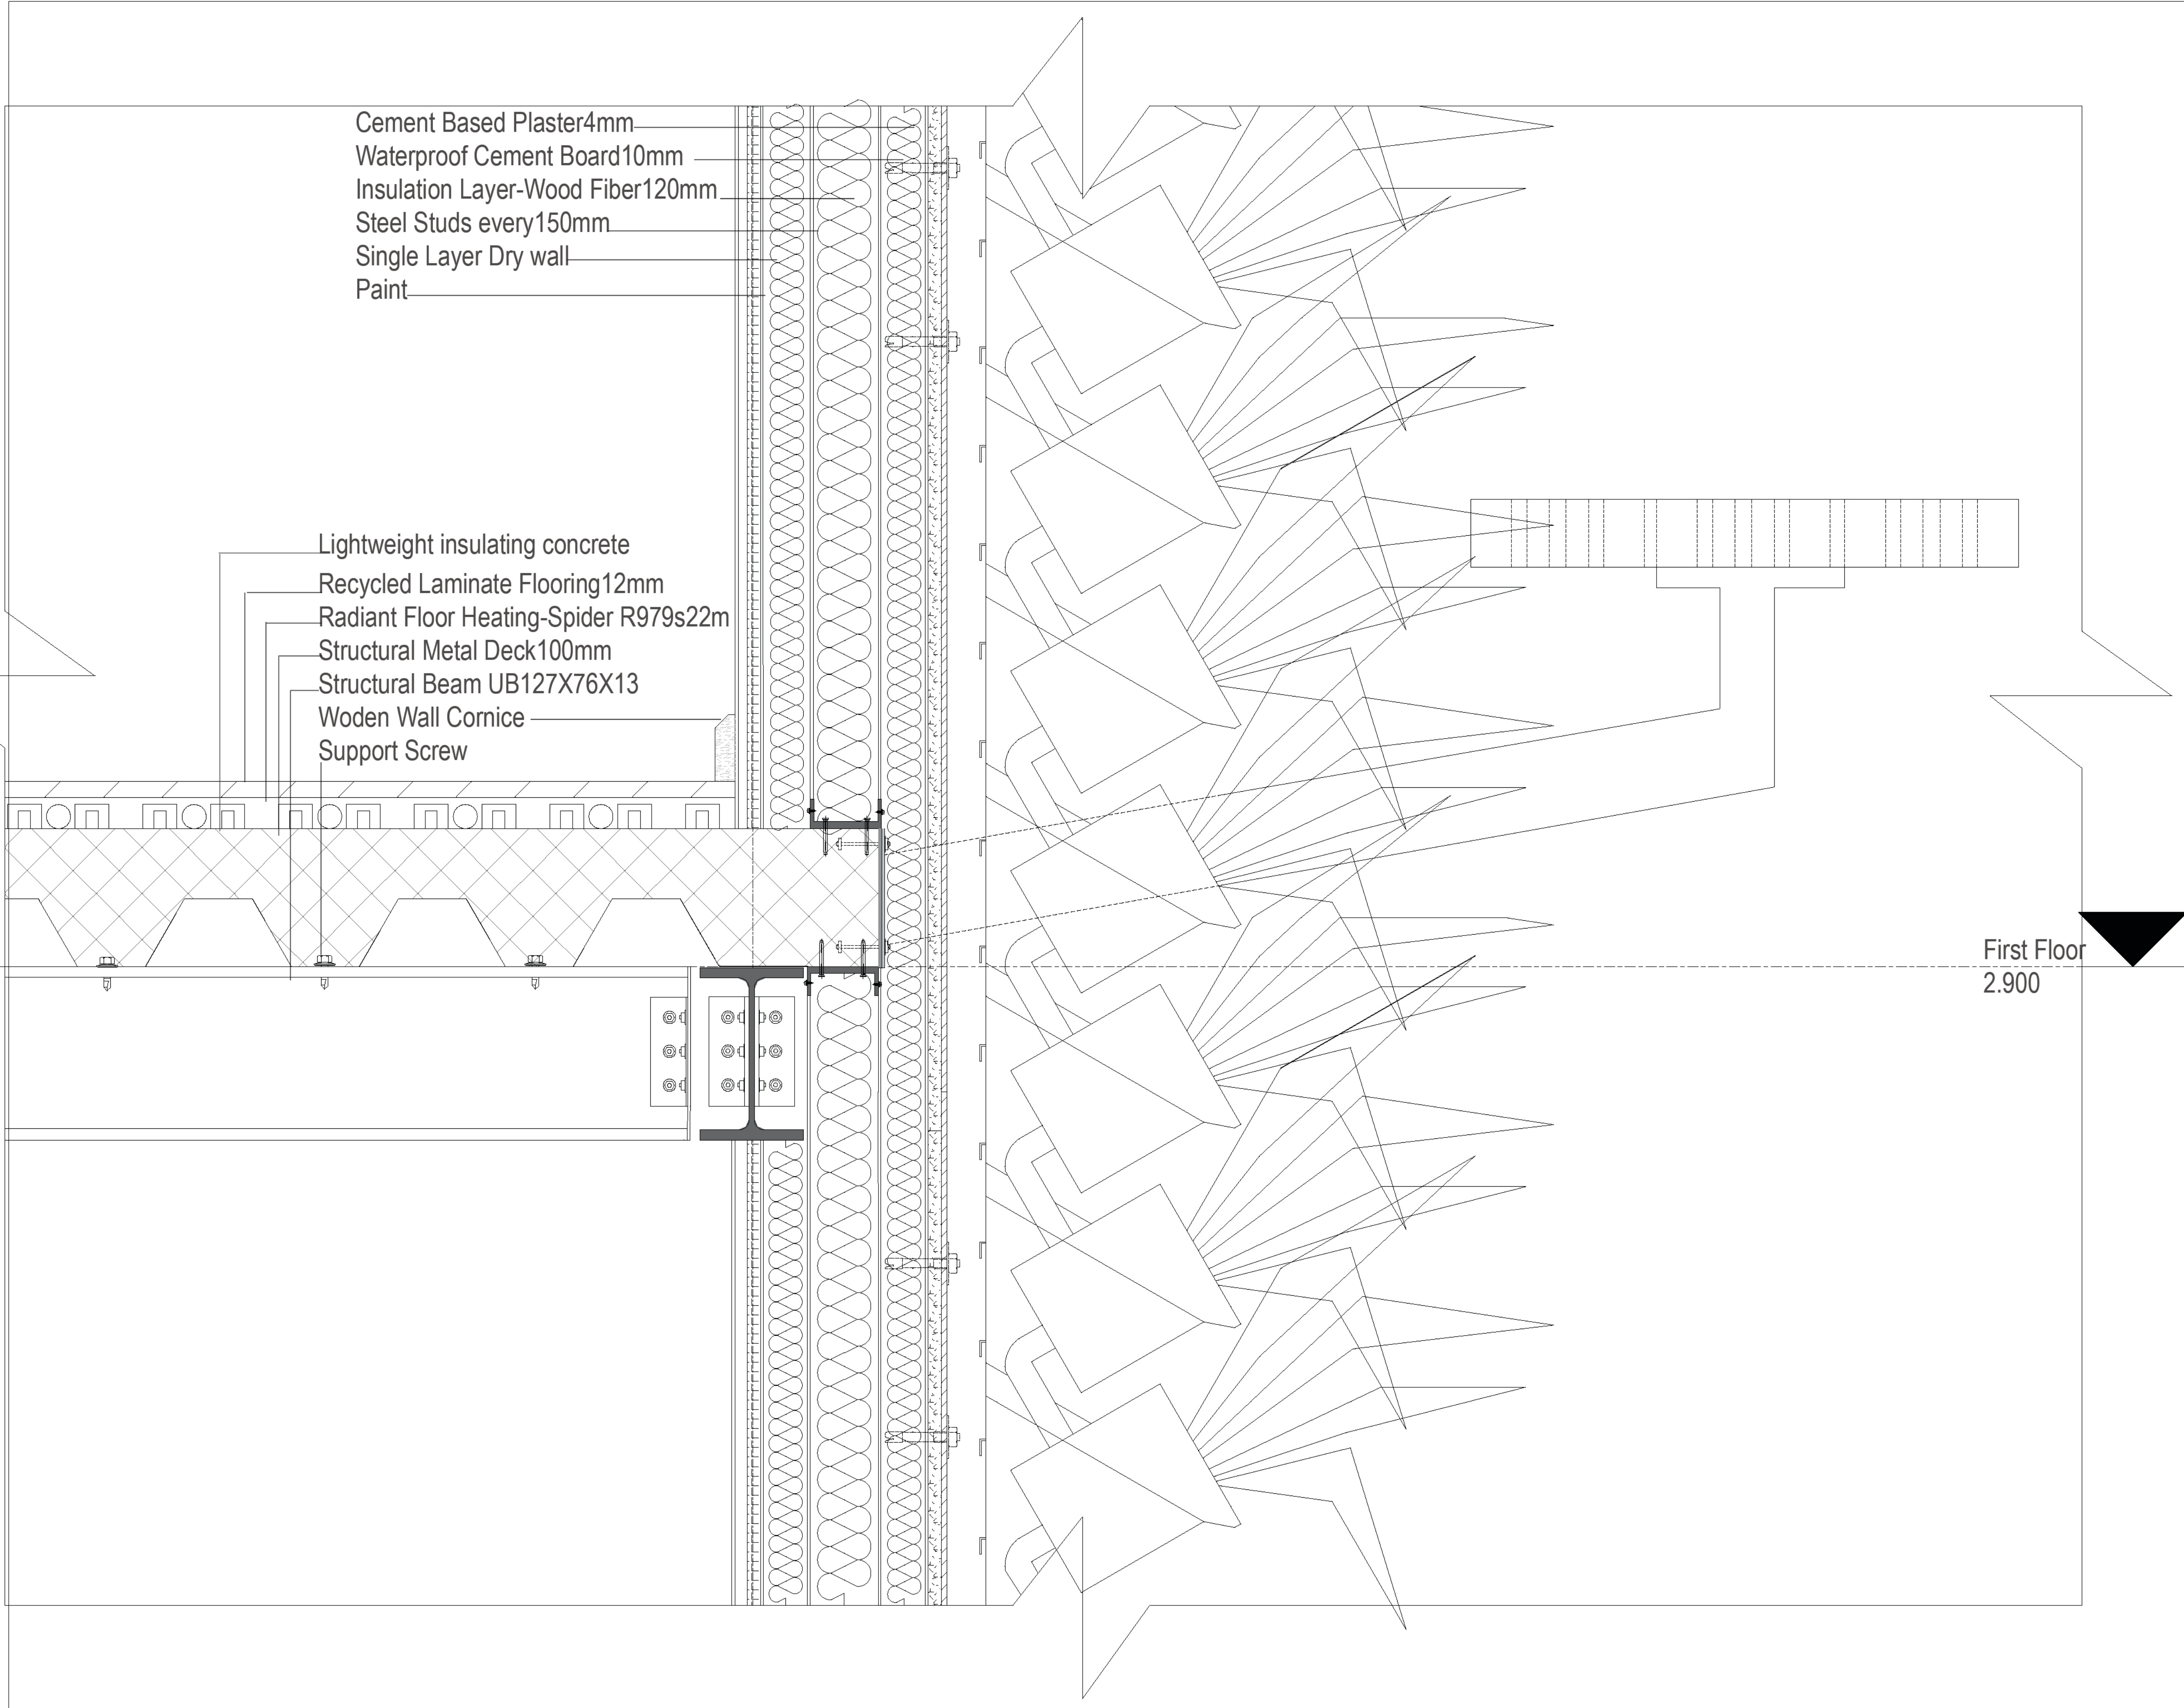 Cement Based Plaster4mm
Waterproof Cement Board10mm
Insulation Layer-Wood Fiber120mm
Steel Studs every150mm
Single Layer Dry wall
Paint
Lightweight insulating concrete
Recycled Laminate Flooring12mm
Radiant Floor Heating-Spider R979s22m
Structural Metal Deck100mm
Structural Beam UB127X76X13
Woden Wall Cornice
Support Screw
First Floor
2.900